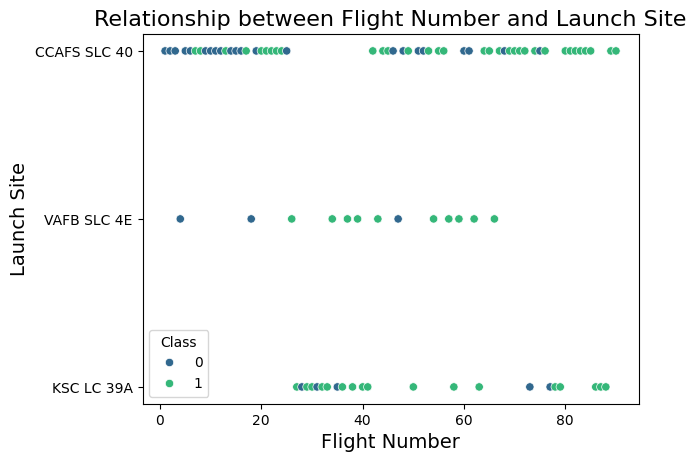 Relationship between Flight Number and Launch Site
CCAFS SLC 40
VAFB SLC 4E
KSC LC 39A
Launch Site
Class
0
1
0 20 40 60 80
Flight Number